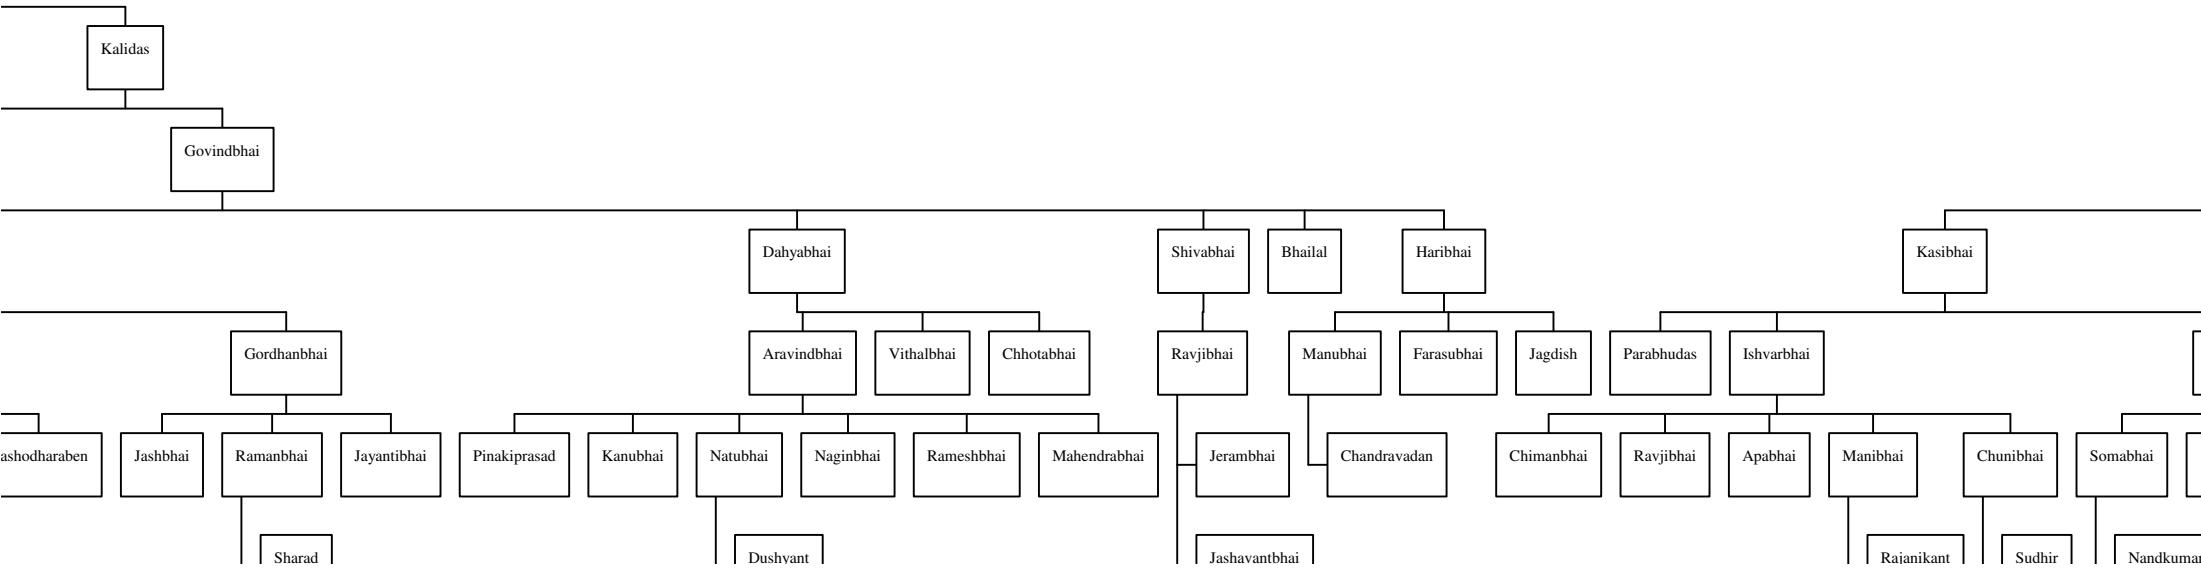 Kalidas
Govindbhai
Dahyabhai Shivabhai Bhailal Haribhai Kasibhai
Gordhanbhai Aravindbhai Vithalbhai Chhotabhai Ravjibhai Manubhai Farasubhai Jagdish Parabhudas Ishvarbhai
ashodharaben Jashbhai Ramanbhai Jayantibhai Pinakiprasad Kanubhai Natubhai Naginbhai Rameshbhai Mahendrabhai Jerambhai Chandravadan Chimanbhai Ravjibhai Apabhai Manibhai Chunibhai Somabhai
Sharad Dushyant Jashavantbhai Rajanikant Sudhir Nandkumar